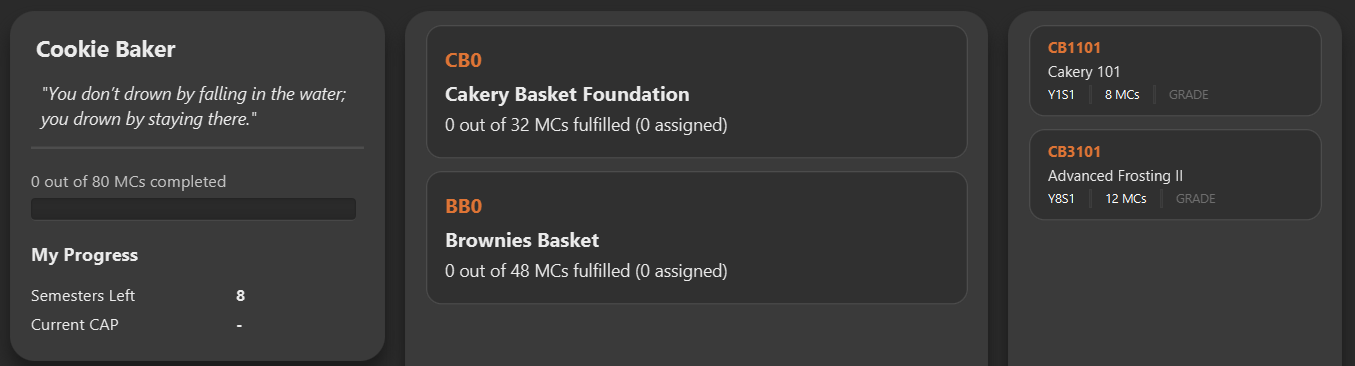 Cookie Baker
"You don't drown by falling in the water;
you drown by staying there."
0 out of 80 MCs completed
My Progress
Semesters Left 8
Current CAP -
CB0
Cakery Basket Foundation
0 out of 32 MCs fulfilled (0 assigned)
BB0
Brownies Basket
0 out of 48 MCs fulfilled (0 assigned)
CB1101
Cakery 101
Y1S1 8 MCs GRADE
CB3101
Advanced Frosting II
Y8S1 12 MCs GRADE